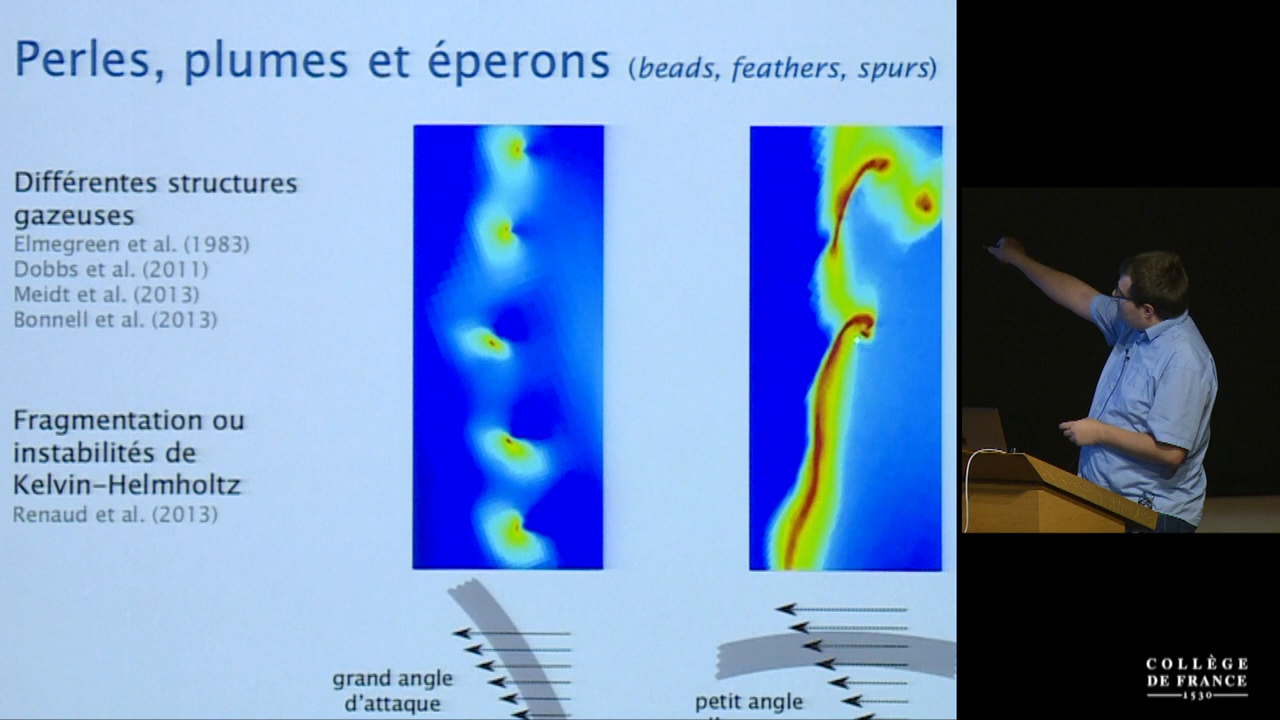 Perles, plumes et éperons (beads, feathers, spurs)
Différentes structures
gazeuses
Elmegreen et al. (1983)
Dobbs et al. (2011)
Meidt et al. (2013)
Bonnell et al. (2013)
Fragmentation ou
instabilités de
Kelvin-Helmholtz
Renaud et al. (2013)
grand angle
d'attaque
petit angle
COLLÈGE
DE FRANCE
1530